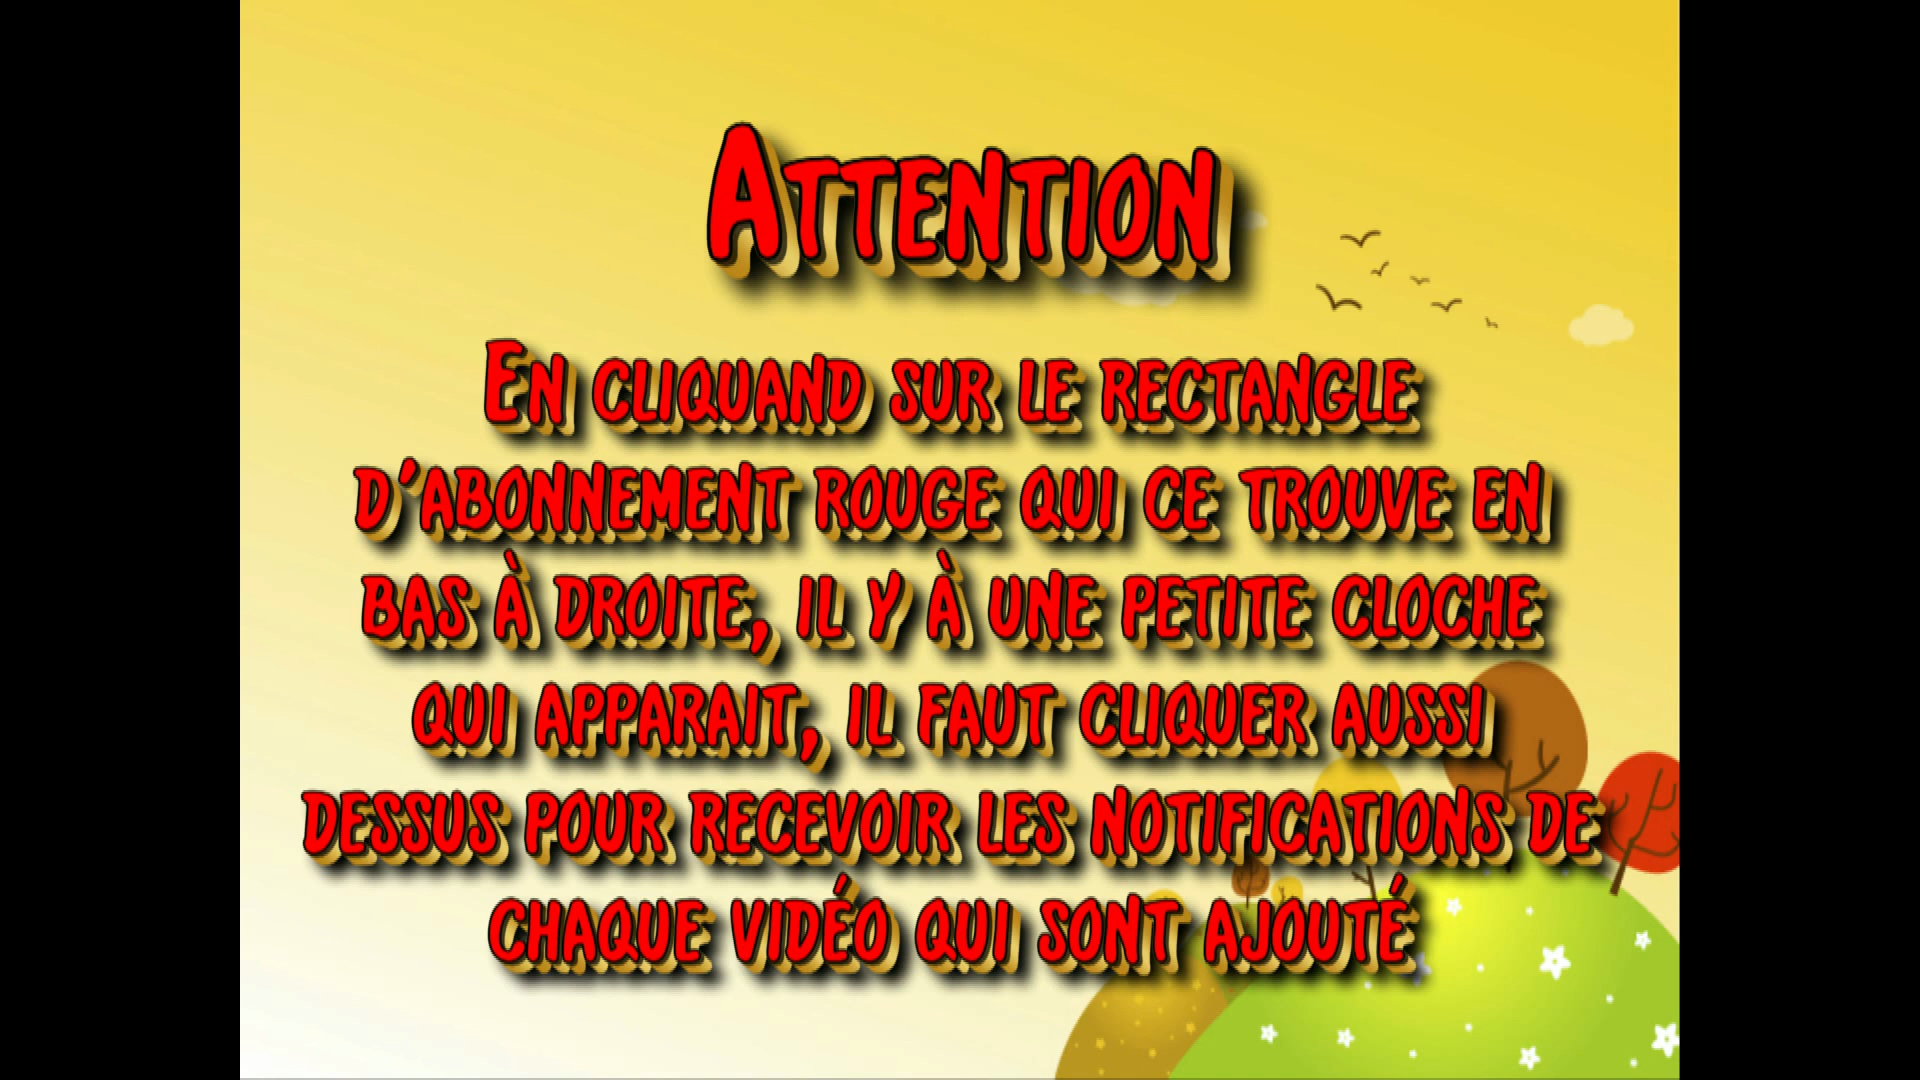 Attention
En cliquand sur le rectangle
d'abonnement rouge qui ce trouve en
bas à droite, il y à une petite cloche
qui apparait, il faut cliquer aussi
dessus pour recevoir les notifications de
chaque vidéo qui sont ajouté